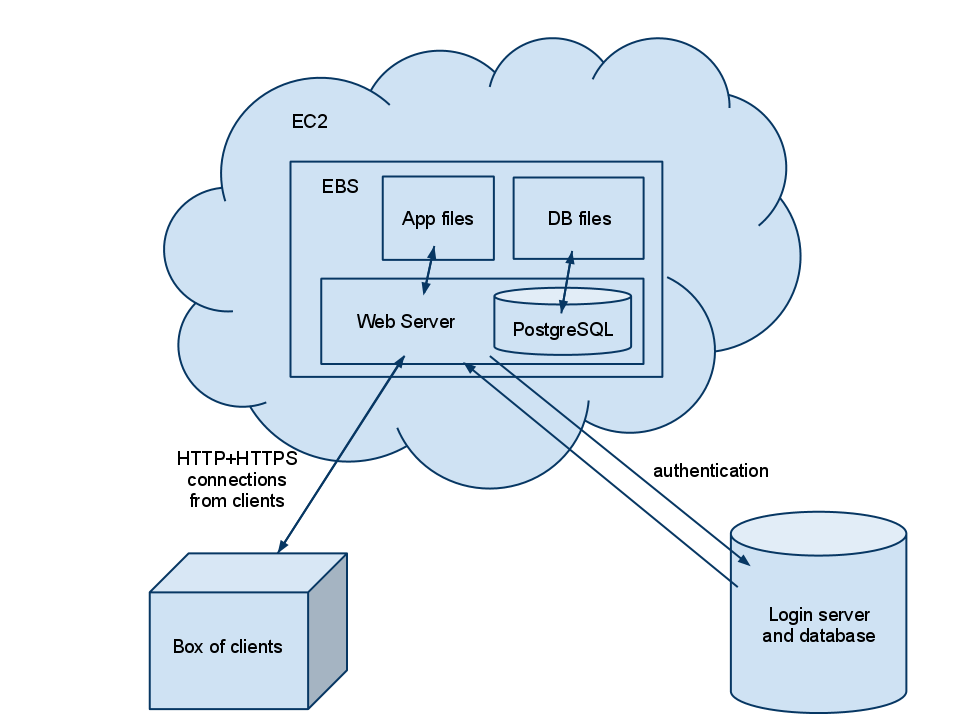 EC2
EBS
App files
DB files
Web Server
PostgreSQL
HTTP+HTTPS
connections
from clients
authentication
Box of clients
Login server
and database